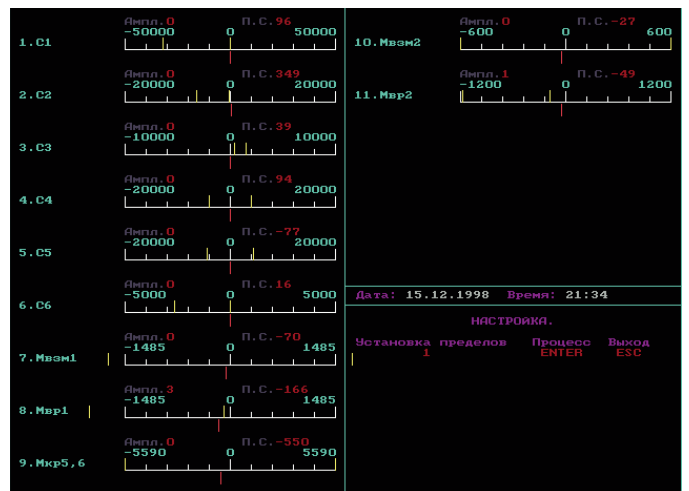 Ампл.0 П.С.96
-50000 0 50000
1.C1
Ампл.0 П.С.349
-20000 0 20000
2.C2
Ампл.0 П.С.39
-10000 0 10000
3.C3
Ампл.0 П.С.94
-20000 0 20000
4.C4
Ампл.0 П.С.-77
-20000 0 20000
5.C5
Ампл.0 П.С.16
-5000 0 5000
6.C6
Ампл.0 П.С.-70
-1485 0 1485
7.Мвзм1
Ампл.3 П.С.-166
-1485 0 1485
8.Мвр1
Ампл.0 П.С.-550
-5590 0 5590
9.Мкр5,6
Ампл.0 П.С.-27
-600 0 600
10.Мвзм2
Ампл.1 П.С.-49
-1200 0 1200
11.Мвр2
Дата: 15.12.1998 Время: 21:34
НАСТРОЙКА.
Установка пределов Процесс Выход
1 ENTER ESC